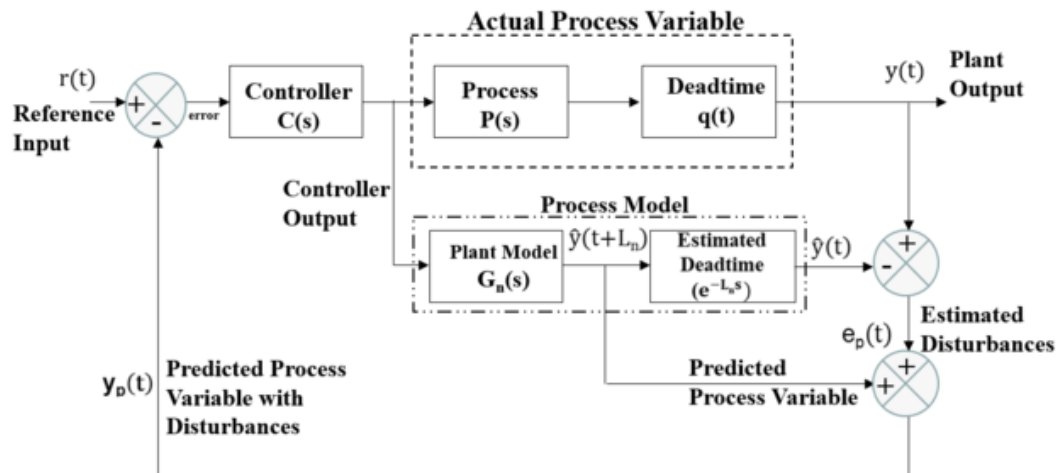 Actual Process Variable
r(t)
Reference
Input
+
-
error
Controller
C(s)
Process
P(s)
Deadtime
q(t)
y(t)
Plant
Output
Controller
Output
Process Model
Plant Model
Gₙ(s)
ŷ(t+Lₙ)
Estimated
Deadtime
(e⁻ᴸⁿˢ)
ŷ(t)
+
-
Estimated
Disturbances
eₚ(t)
+
+
Predicted
Process Variable
yₚ(t)
Predicted Process
Variable with
Disturbances